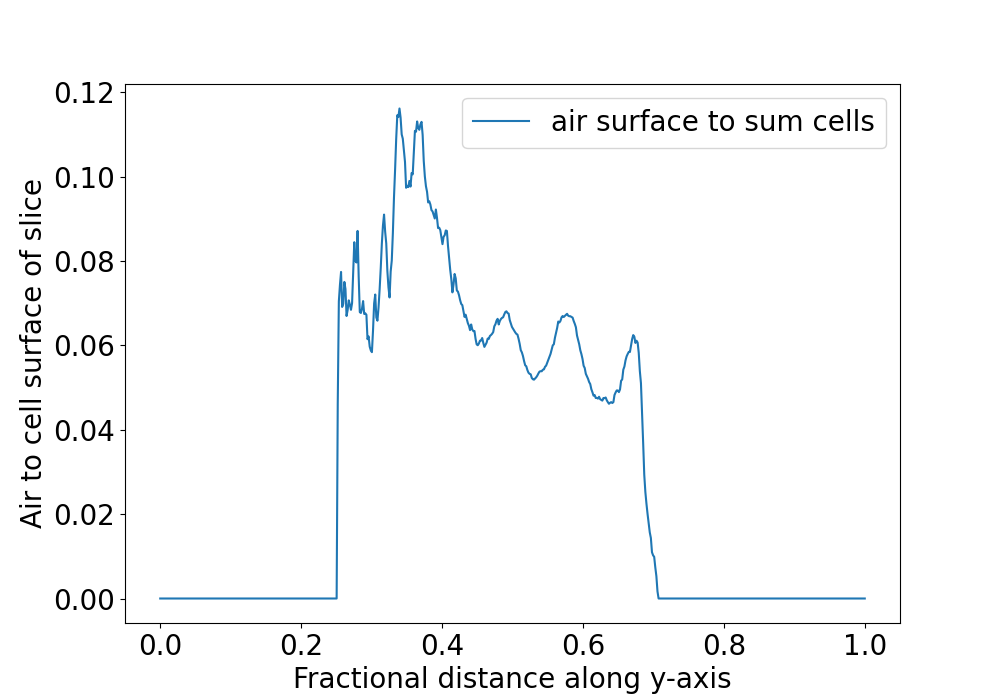 air surface to sum cells
Air to cell surface of slice
0.12
0.10
0.08
0.06
0.04
0.02
0.00
0.0 0.2 0.4 0.6 0.8 1.0
Fractional distance along y-axis